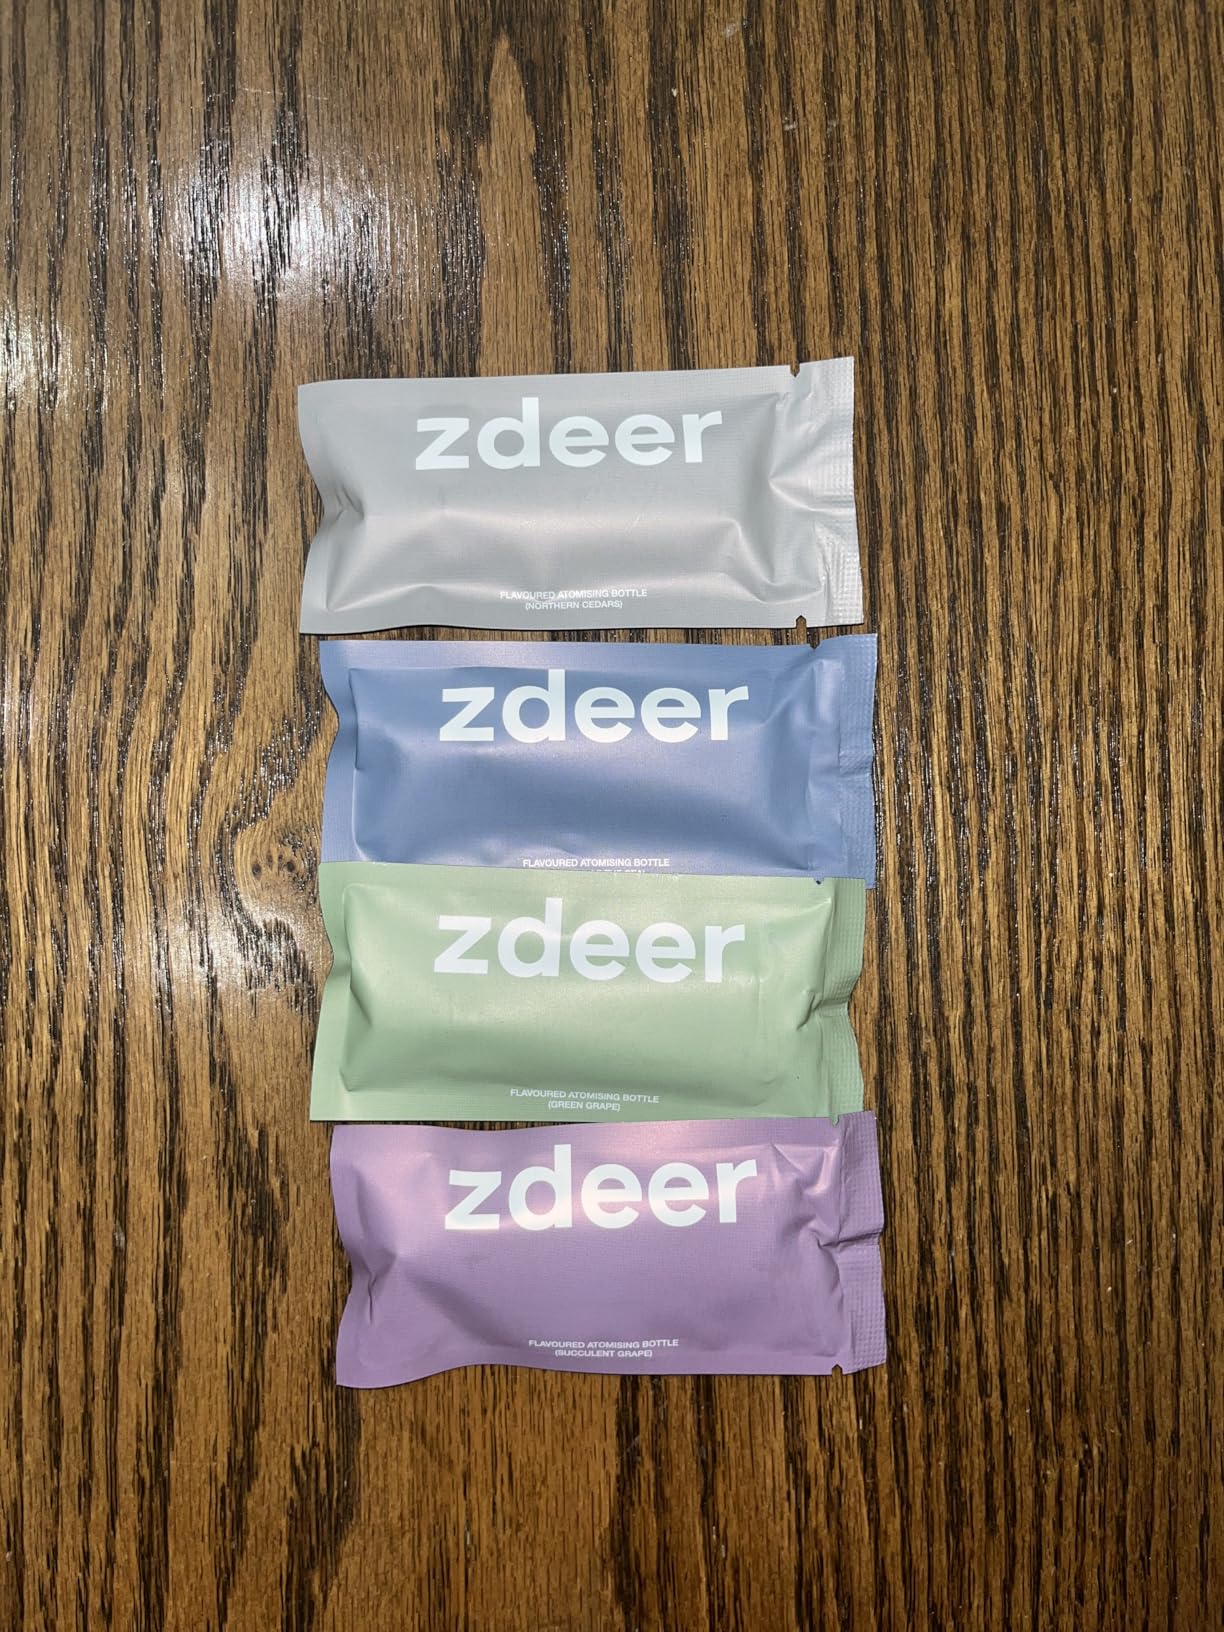 zdeer
FLAVOURED ATOMISING BOTTLE
(NORTHERN CEDARS)
zdeer
FLAVOURED ATOMISING BOTTLE
zdeer
FLAVOURED ATOMISING BOTTLE
(GREEN GRAPE)
zdeer
FLAVOURED ATOMISING BOTTLE
(SUCCULENT GRAPE)